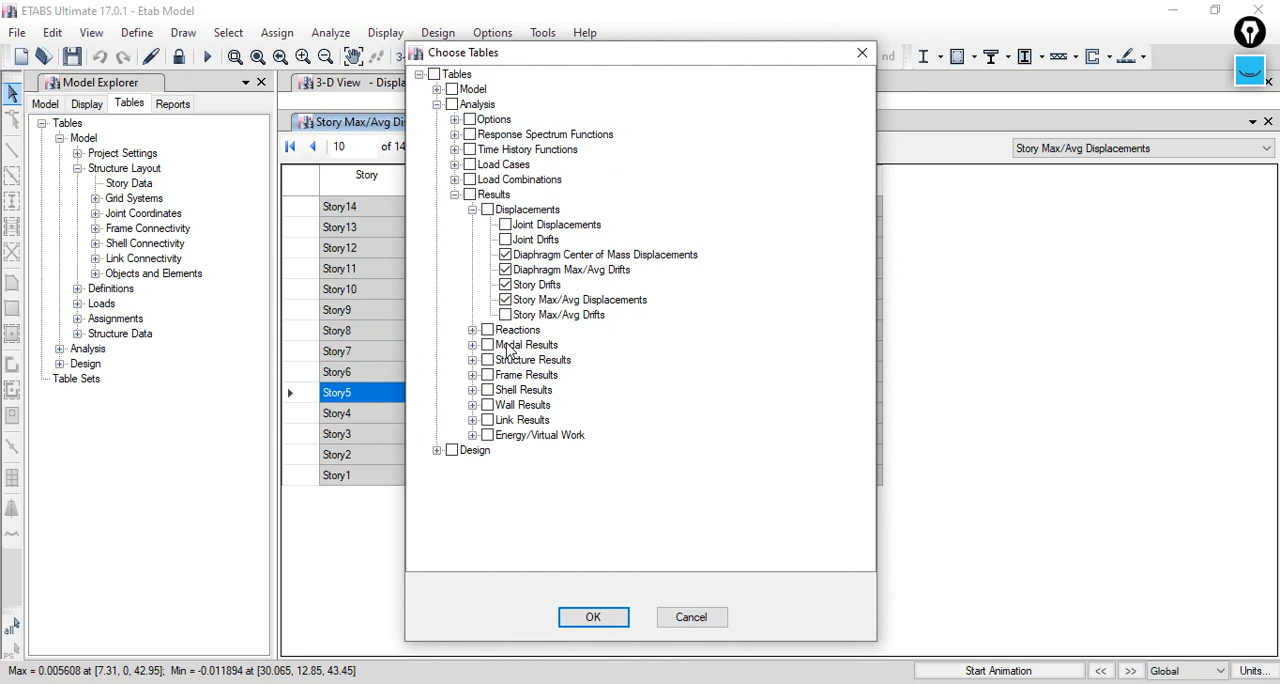 ETABS Ultimate 17.0.1 - Etab Model
File Edit View Define Draw Select Assign Analyze Display Design Options Tools Help
3- nd
Model Explorer
3-D View - Displa
Model Display Tables Reports
Tables
Model
Project Settings
Structure Layout
Story Data
Grid Systems
Joint Coordinates
Frame Connectivity
Shell Connectivity
Link Connectivity
Objects and Elements
Definitions
Loads
Assignments
Structure Data
Analysis
Design
Table Sets
Story Max/Avg Dis
10 of 14
Story Max/Avg Displacements
Story
Story14
Story13
Story12
Story11
Story10
Story9
Story8
Story7
Story6
Story5
Story4
Story3
Story2
Story1
Choose Tables
Tables
Model
Analysis
Options
Response Spectrum Functions
Time History Functions
Load Cases
Load Combinations
Results
Displacements
Joint Displacements
Joint Drifts
Diaphragm Center of Mass Displacements
Diaphragm Max/Avg Drifts
Story Drifts
Story Max/Avg Displacements
Story Max/Avg Drifts
Reactions
Modal Results
Structure Results
Frame Results
Shell Results
Wall Results
Link Results
Energy/Virtual Work
Design
OK Cancel
all
PS
Max = 0.005608 at [7.31, 0, 42.95]; Min = -0.011894 at [30.065, 12.85, 43.45]
Start Animation << >> Global Units...